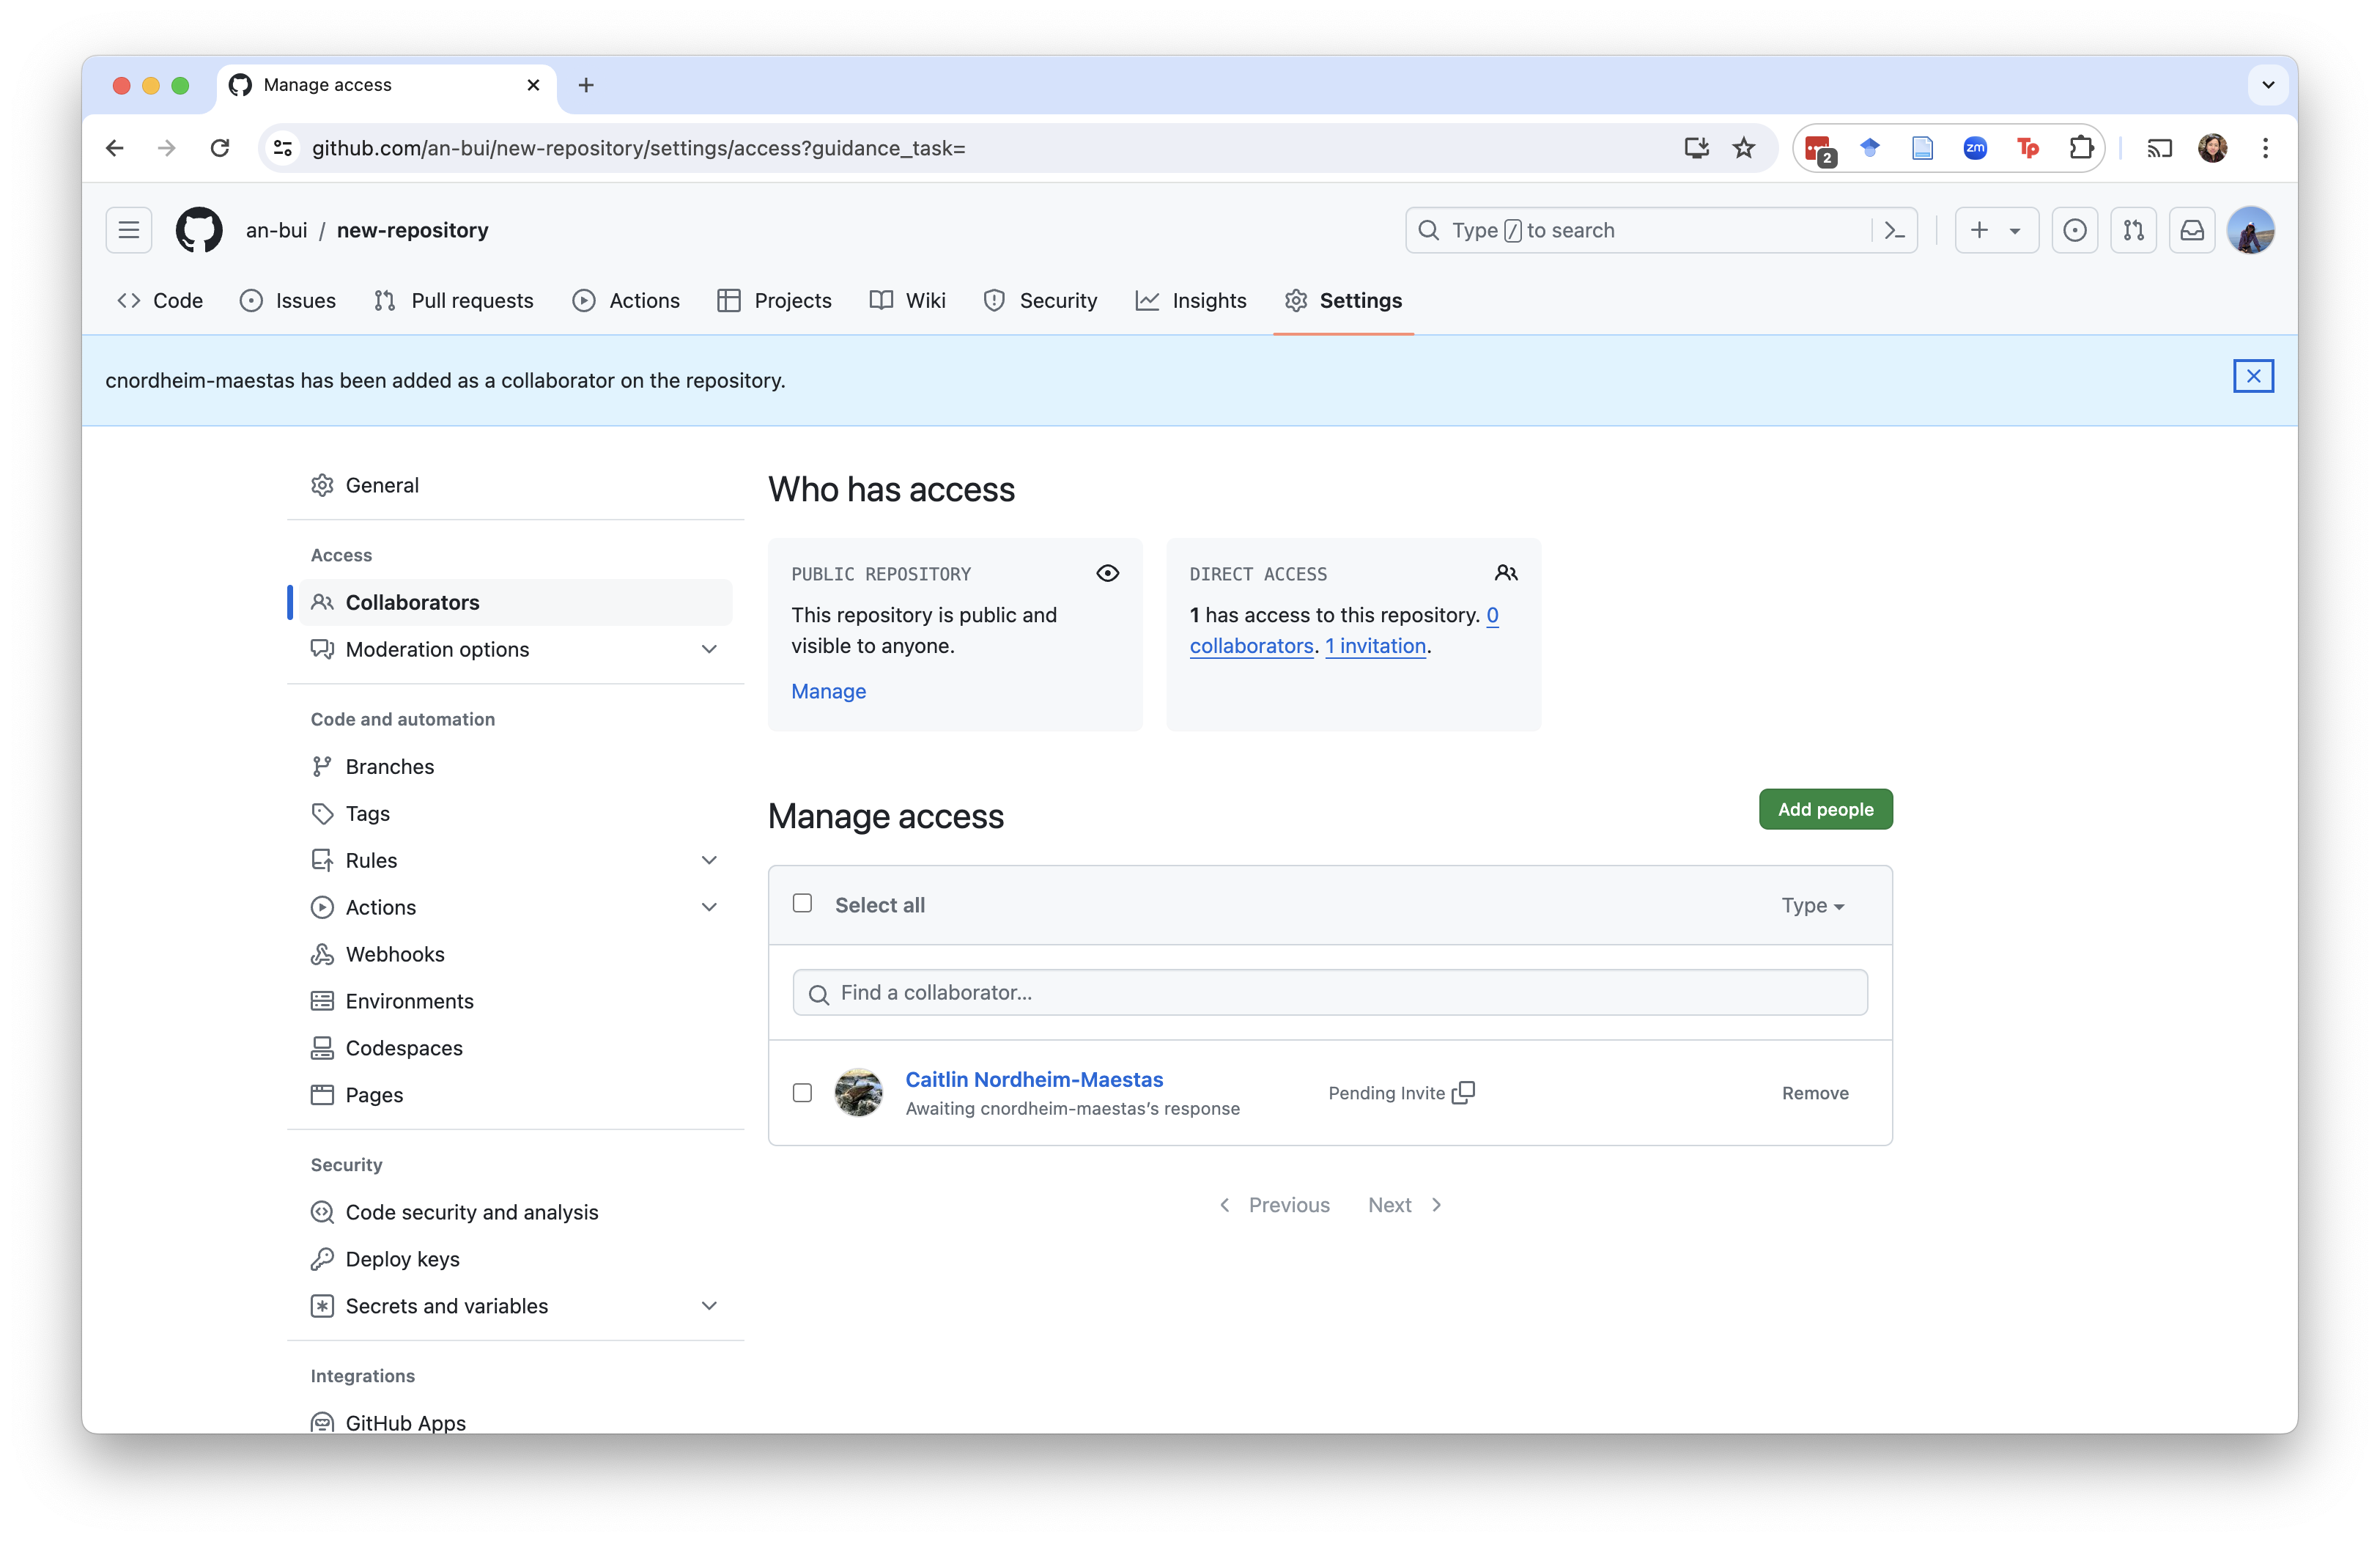 Manage access
github.com/an-bui/new-repository/settings/access?guidance_task=
2
zm
Tp
an-bui / new-repository
Type / to search
Code
Issues
Pull requests
Actions
Projects
Wiki
Security
Insights
Settings
cnordheim-maestas has been added as a collaborator on the repository.
General
Access
Collaborators
Moderation options
Code and automation
Branches
Tags
Rules
Actions
Webhooks
Environments
Codespaces
Pages
Security
Code security and analysis
Deploy keys
Secrets and variables
Integrations
GitHub Apps
Who has access
PUBLIC REPOSITORY
This repository is public and
visible to anyone.
Manage
DIRECT ACCESS
1 has access to this repository. 0
collaborators. 1 invitation.
Manage access
Add people
Select all
Type
Find a collaborator...
Caitlin Nordheim-Maestas
Awaiting cnordheim-maestas's response
Pending Invite
Remove
Previous
Next